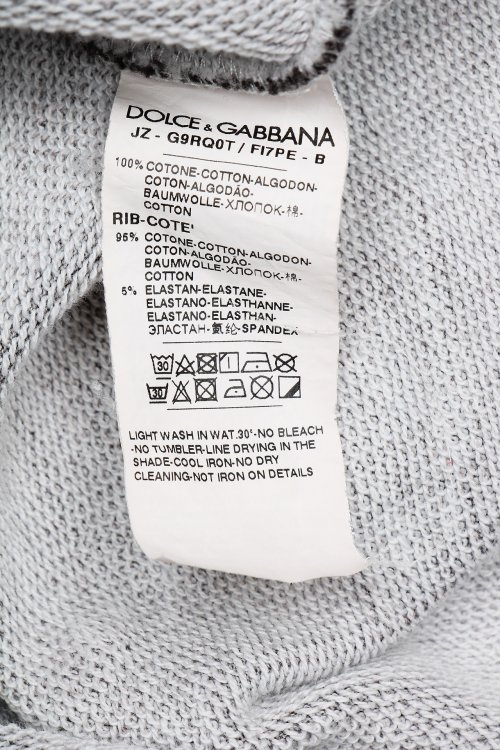 DOLCE & GABBANA
JZ - G9RQ0T / FI7PE - B
100% COTONE-COTTON-ALGODON-
COTON-ALGODÃO-
BAUMWOLLE-ХЛОПОК-棉-
COTTON
RIB-COTE'
95% COTONE-COTTON-ALGODON-
COTON-ALGODÃO-
BAUMWOLLE-ХЛОПОК-棉-
COTTON
5% ELASTAN-ELASTANE-
ELASTANO-ELASTHANNE-
ELASTANO-ELASTHAN-
ЭЛАСТАН-氨纶-SPANDEX
30
30
LIGHT WASH IN WAT.30°-NO BLEACH
-NO TUMBLER-LINE DRYING IN THE
SHADE-COOL IRON-NO DRY
CLEANING-NOT IRON ON DETAILS